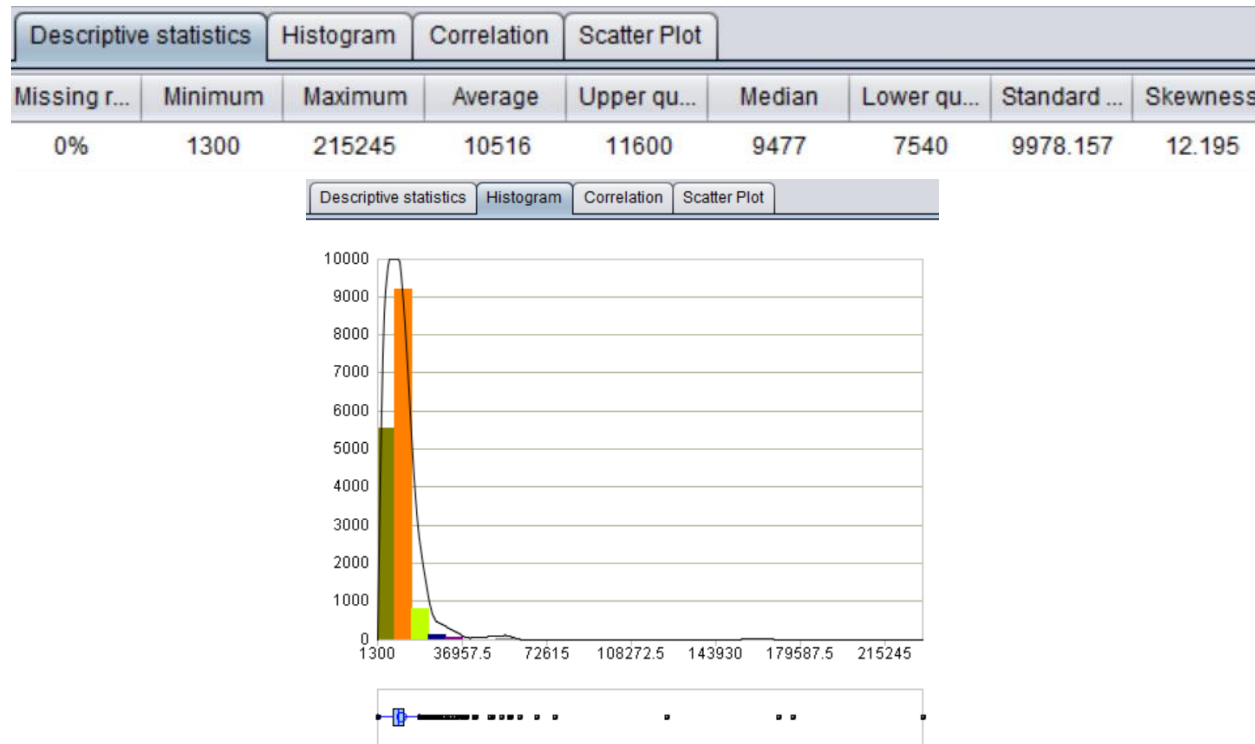 Descriptive statistics Histogram Correlation Scatter Plot
Missing r... Minimum Maximum Average Upper qu... Median Lower qu... Standard ... Skewness
0% 1300 215245 10516 11600 9477 7540 9978.157 12.195
Descriptive statistics Histogram Correlation Scatter Plot
10000
9000
8000
7000
6000
5000
4000
3000
2000
1000
0
1300 36957.5 72615 108272.5 143930 179587.5 215245